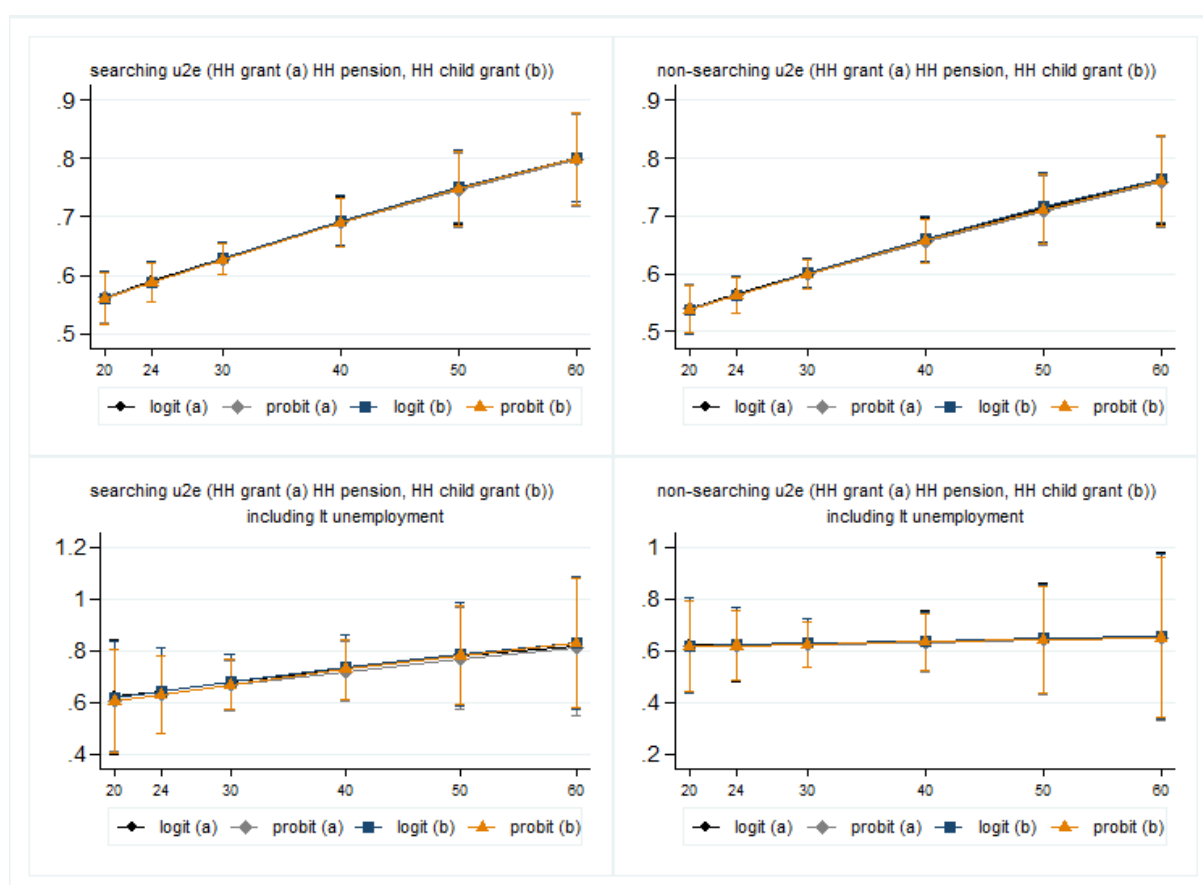 searching u2e (HH grant (a) HH pension, HH child grant (b))
.9
.8
.7
.6
.5
20 24 30 40 50 60
logit (a) probit (a) logit (b) probit (b)
non-searching u2e (HH grant (a) HH pension, HH child grant (b))
.9
.8
.7
.6
.5
20 24 30 40 50 60
logit (a) probit (a) logit (b) probit (b)
searching u2e (HH grant (a) HH pension, HH child grant (b))
including lt unemployment
1.2
1
.8
.6
.4
20 24 30 40 50 60
logit (a) probit (a) logit (b) probit (b)
non-searching u2e (HH grant (a) HH pension, HH child grant (b))
including lt unemployment
1
.8
.6
.4
.2
20 24 30 40 50 60
logit (a) probit (a) logit (b) probit (b)